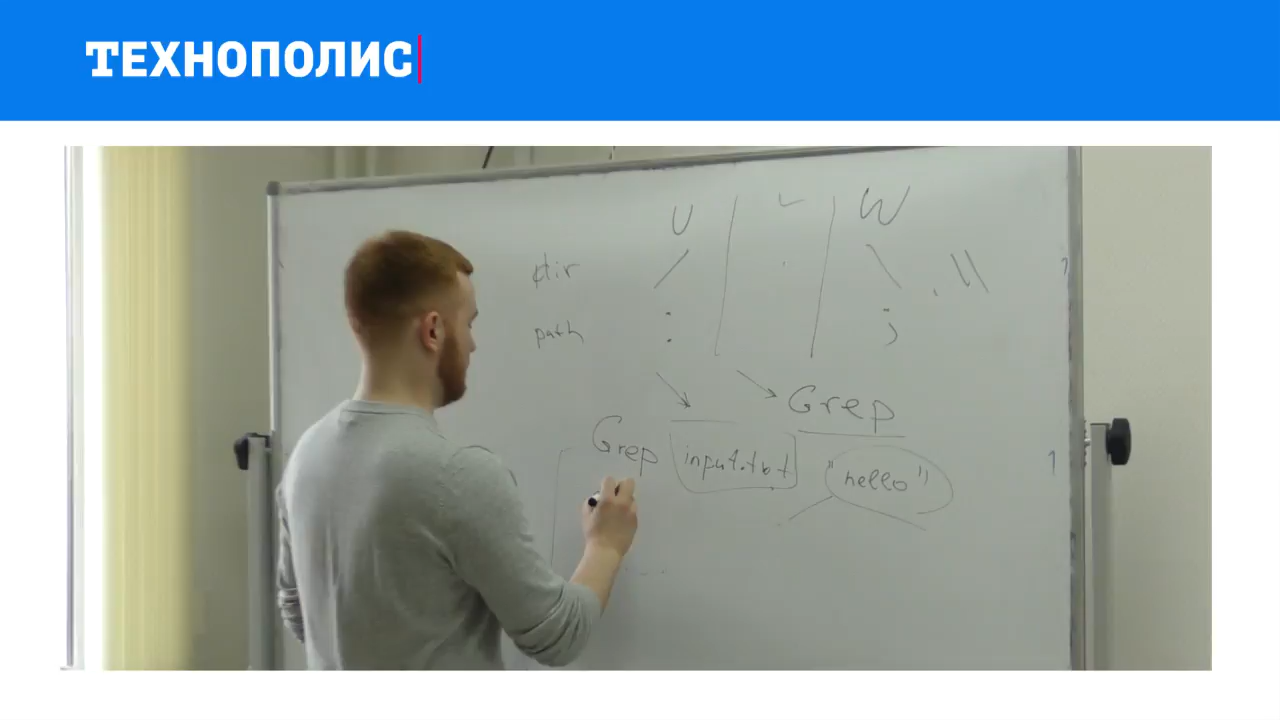 ТЕХНОПОЛИС
U W
dir / \ . \\
path : ;
Grep
Grep input.txt "hello"